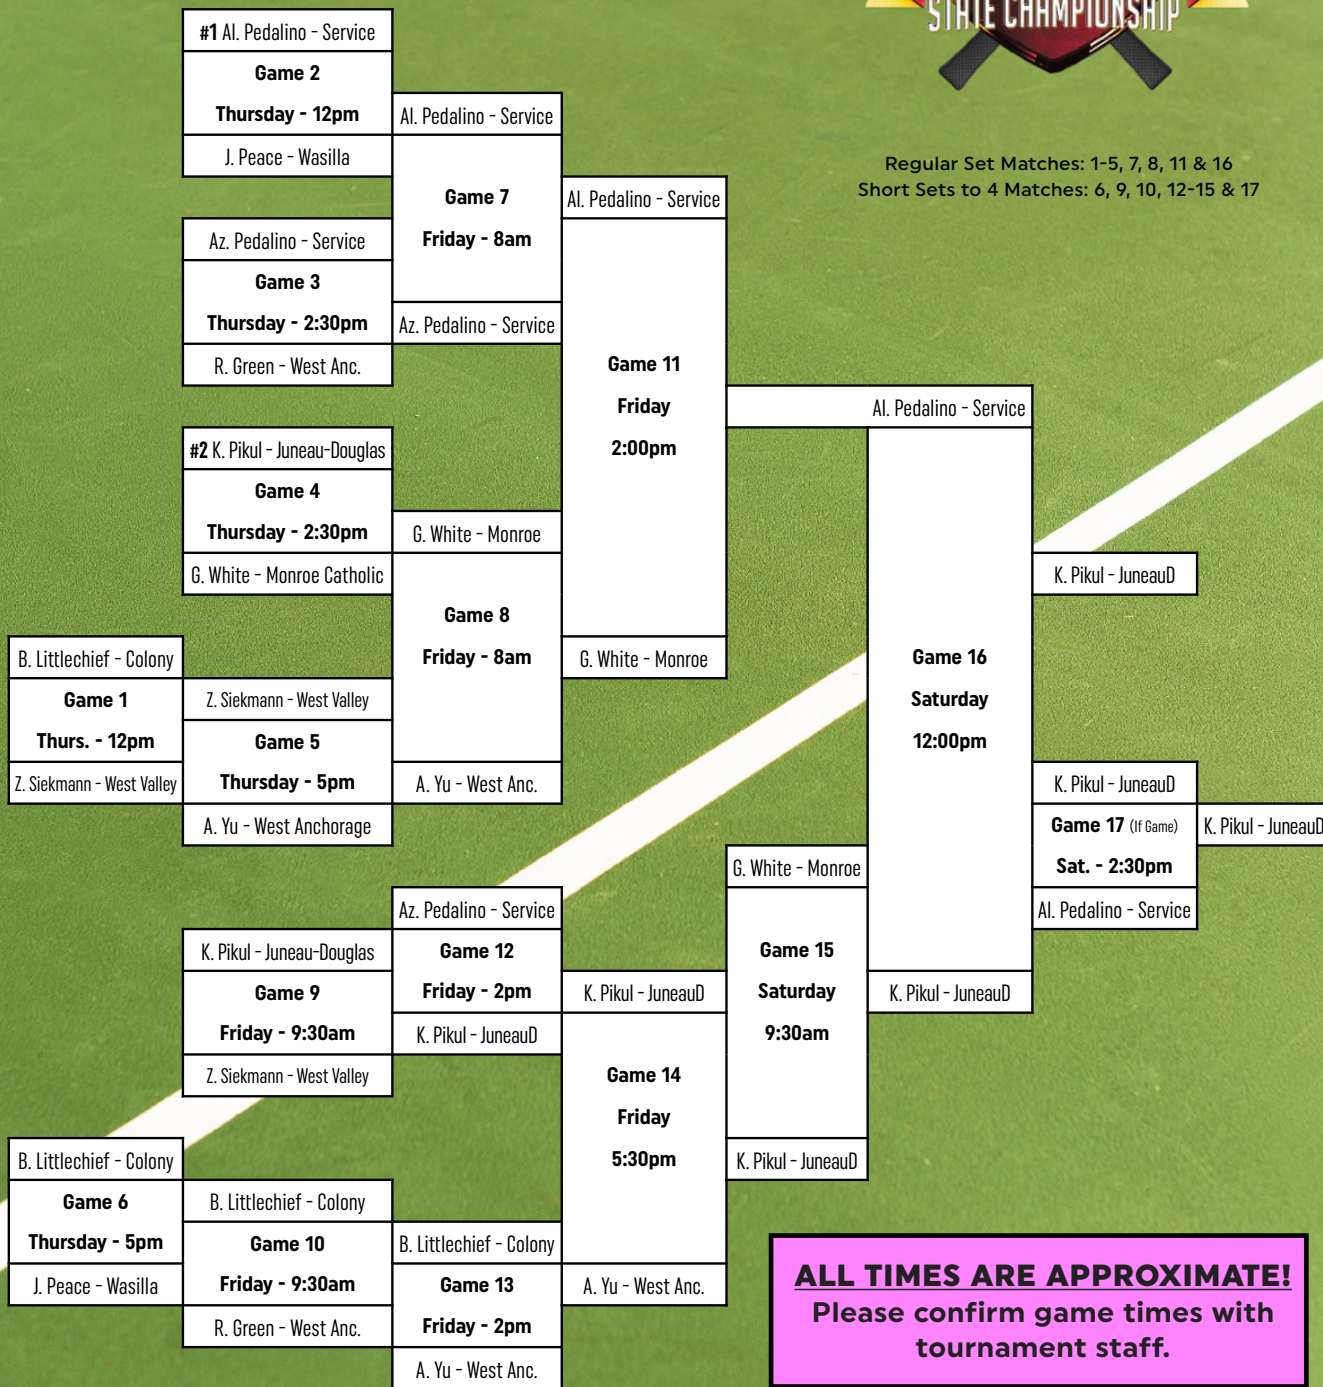 STATE CHAMPIONSHIP
Regular Set Matches: 1-5, 7, 8, 11 & 16
Short Sets to 4 Matches: 6, 9, 10, 12-15 & 17
#1 Al. Pedalino - Service
Game 2
Thursday - 12pm
J. Peace - Wasilla
Az. Pedalino - Service
Game 3
Thursday - 2:30pm
R. Green - West Anc.
#2 K. Pikul - Juneau-Douglas
Game 4
Thursday - 2:30pm
G. White - Monroe Catholic
B. Littlechief - Colony
Game 1
Thurs. - 12pm
Z. Siekmann - West Valley
Z. Siekmann - West Valley
Game 5
Thursday - 5pm
A. Yu - West Anchorage
Al. Pedalino - Service
Game 7
Friday - 8am
Az. Pedalino - Service
G. White - Monroe
Game 8
Friday - 8am
A. Yu - West Anc.
Al. Pedalino - Service
Game 11
Friday
2:00pm
G. White - Monroe
Al. Pedalino - Service
Game 16
Saturday
12:00pm
K. Pikul - JuneauD
K. Pikul - JuneauD
K. Pikul - JuneauD
Game 17 (If Game)
Sat. - 2:30pm
Al. Pedalino - Service
K. Pikul - JuneauD
B. Littlechief - Colony
Game 6
Thursday - 5pm
J. Peace - Wasilla
K. Pikul - Juneau-Douglas
Game 9
Friday - 9:30am
Z. Siekmann - West Valley
B. Littlechief - Colony
Game 10
Friday - 9:30am
R. Green - West Anc.
Az. Pedalino - Service
Game 12
Friday - 2pm
K. Pikul - JuneauD
B. Littlechief - Colony
Game 13
Friday - 2pm
A. Yu - West Anc.
K. Pikul - JuneauD
Game 14
Friday
5:30pm
A. Yu - West Anc.
G. White - Monroe
Game 15
Saturday
9:30am
K. Pikul - JuneauD
ALL TIMES ARE APPROXIMATE!
Please confirm game times with
tournament staff.